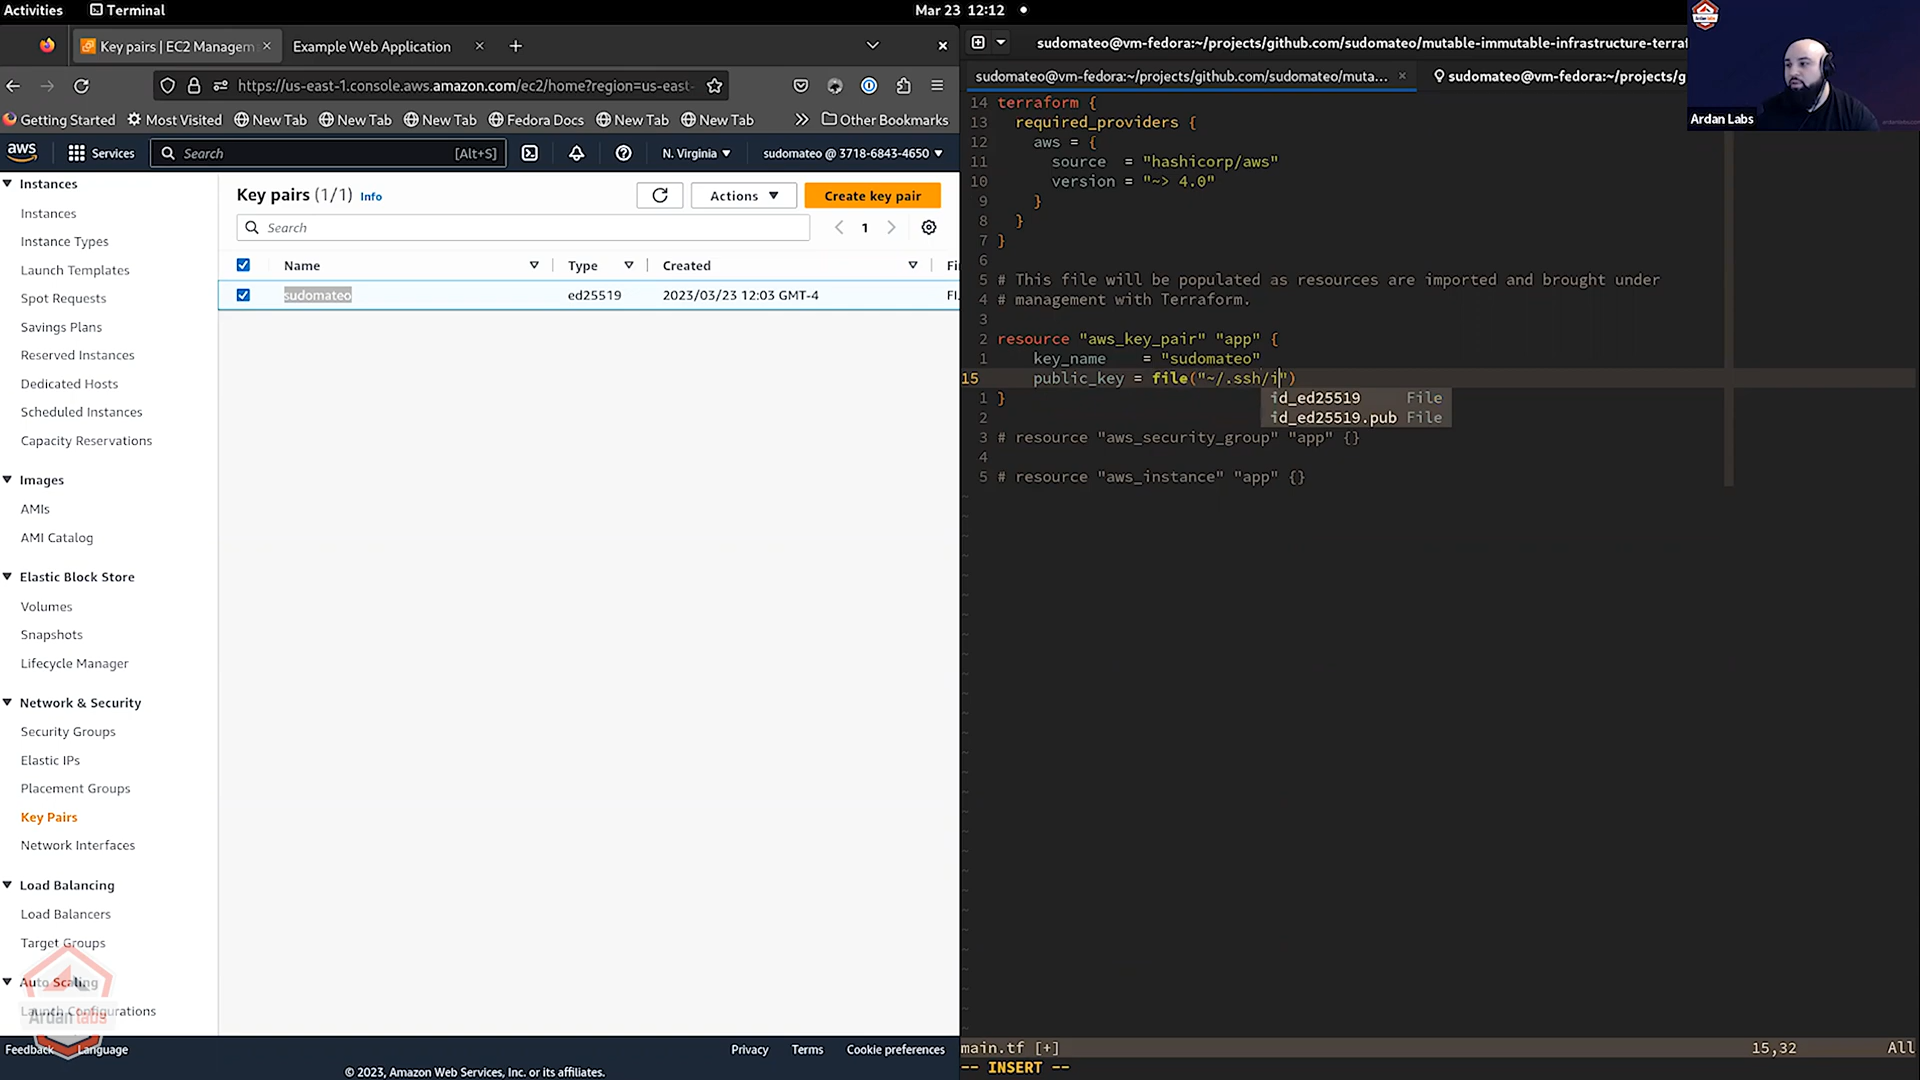 Activities
Terminal
Mar 23 12:12
Key pairs | EC2 Managem
Example Web Application
https://us-east-1.console.aws.amazon.com/ec2/home?region=us-east-
Getting Started
Most Visited
New Tab
New Tab
New Tab
Fedora Docs
New Tab
New Tab
Other Bookmarks
aws
Services
Search
[Alt+S]
N. Virginia
sudomateo @ 3718-6843-4650
Instances
Instances
Instance Types
Launch Templates
Spot Requests
Savings Plans
Reserved Instances
Dedicated Hosts
Scheduled Instances
Capacity Reservations
Images
AMIs
AMI Catalog
Elastic Block Store
Volumes
Snapshots
Lifecycle Manager
Network & Security
Security Groups
Elastic IPs
Placement Groups
Key Pairs
Network Interfaces
Load Balancing
Load Balancers
Target Groups
Auto Scaling
Launch Configurations
Ardan labs
Key pairs (1/1) Info
Actions
Create key pair
Search
1
Name
Type
Created
Fi
sudomateo
ed25519
2023/03/23 12:03 GMT-4
FI.
Feedback
Language
Privacy
Terms
Cookie preferences
© 2023, Amazon Web Services, Inc. or its affiliates.
sudomateo@vm-fedora:~/projects/github.com/sudomateo/mutable-immutable-infrastructure-terraf
sudomateo@vm-fedora:~/projects/github.com/sudomateo/muta...
sudomateo@vm-fedora:~/projects/g
Ardan Labs
14 terraform {
13 required_providers {
12 aws = {
11 source = "hashicorp/aws"
10 version = "~> 4.0"
9 }
8 }
7 }
6
5 # This file will be populated as resources are imported and brought under
4 # management with Terraform.
3
2 resource "aws_key_pair" "app" {
1 key_name = "sudomateo"
15 public_key = file("~/.ssh/i")
id_ed25519 File
1 }
id_ed25519.pub File
2
3 # resource "aws_security_group" "app" {}
4
5 # resource "aws_instance" "app" {}
main.tf [+]
15,32
All
-- INSERT --